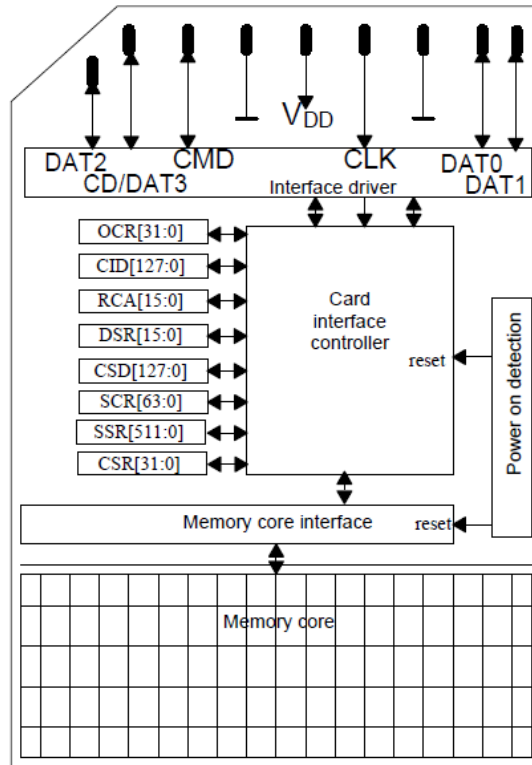 V_DD
DAT2 CMD CLK DAT0
CD/DAT3 Interface driver DAT1
OCR[31:0]
CID[127:0]
RCA[15:0]
DSR[15:0]
CSD[127:0]
SCR[63:0]
SSR[511:0]
CSR[31:0]
Card
interface
controller
reset
Power on detection
Memory core interface reset
Memory core